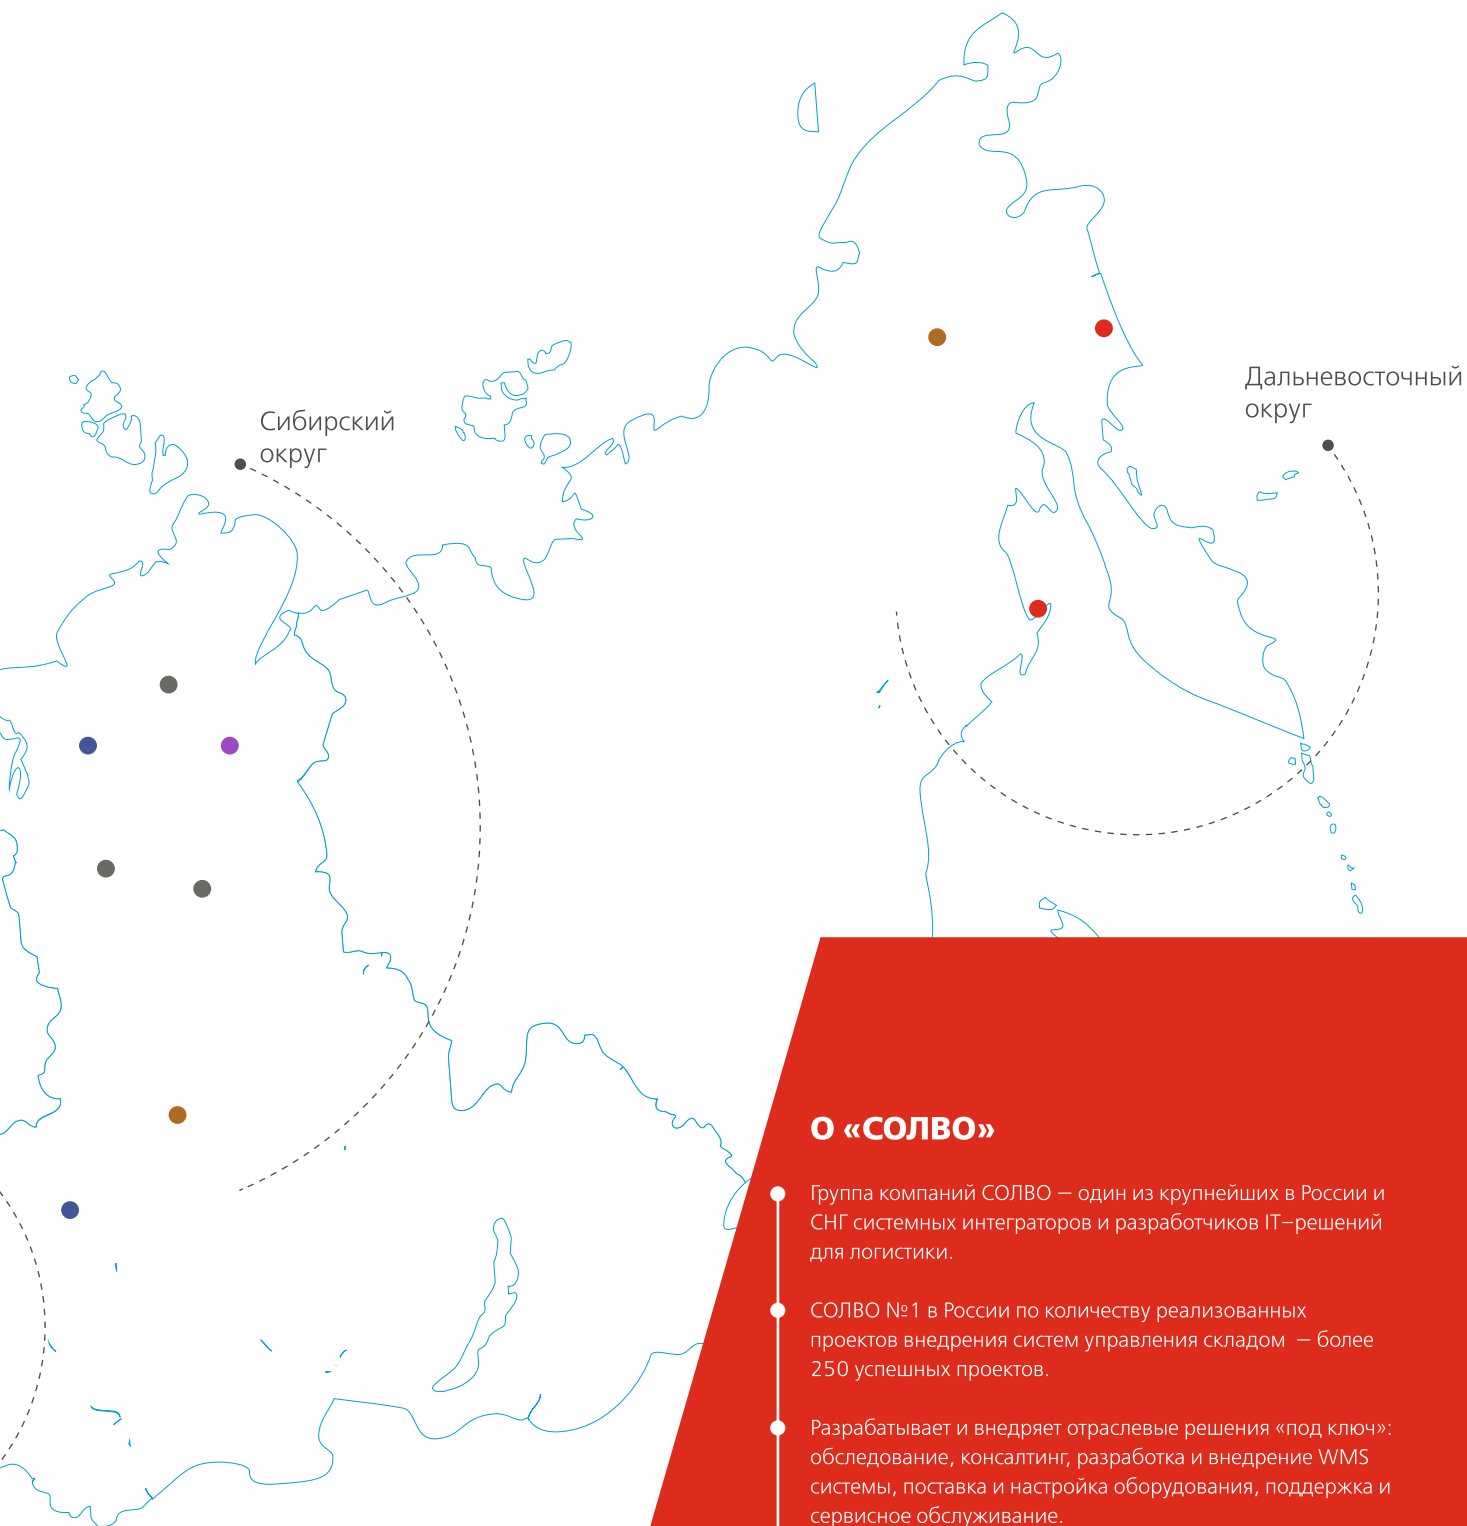 Дальневосточный
округ
Сибирский
округ
О «СОЛВО»
Группа компаний СОЛВО – один из крупнейших в России и
СНГ системных интеграторов и разработчиков IT–решений
для логистики.
СОЛВО №1 в России по количеству реализованных
проектов внедрения систем управления складом – более
250 успешных проектов.
Разрабатывает и внедряет отраслевые решения «под ключ»:
обследование, консалтинг, разработка и внедрение WMS
системы, поставка и настройка оборудования, поддержка и
сервисное обслуживание.